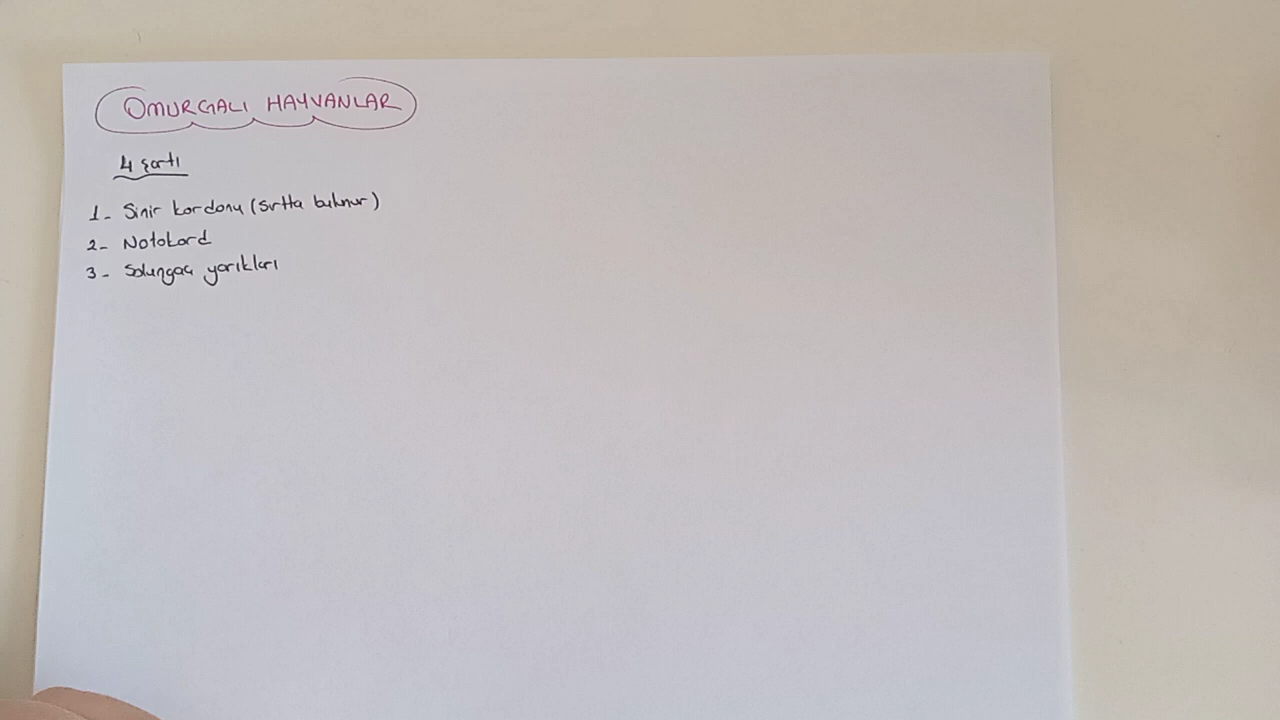 OMURGALI HAYVANLAR
4 şartı
1- Sinir kordonu (sırtta bulunur)
2- Notokord
3- Solungaç yarıkları